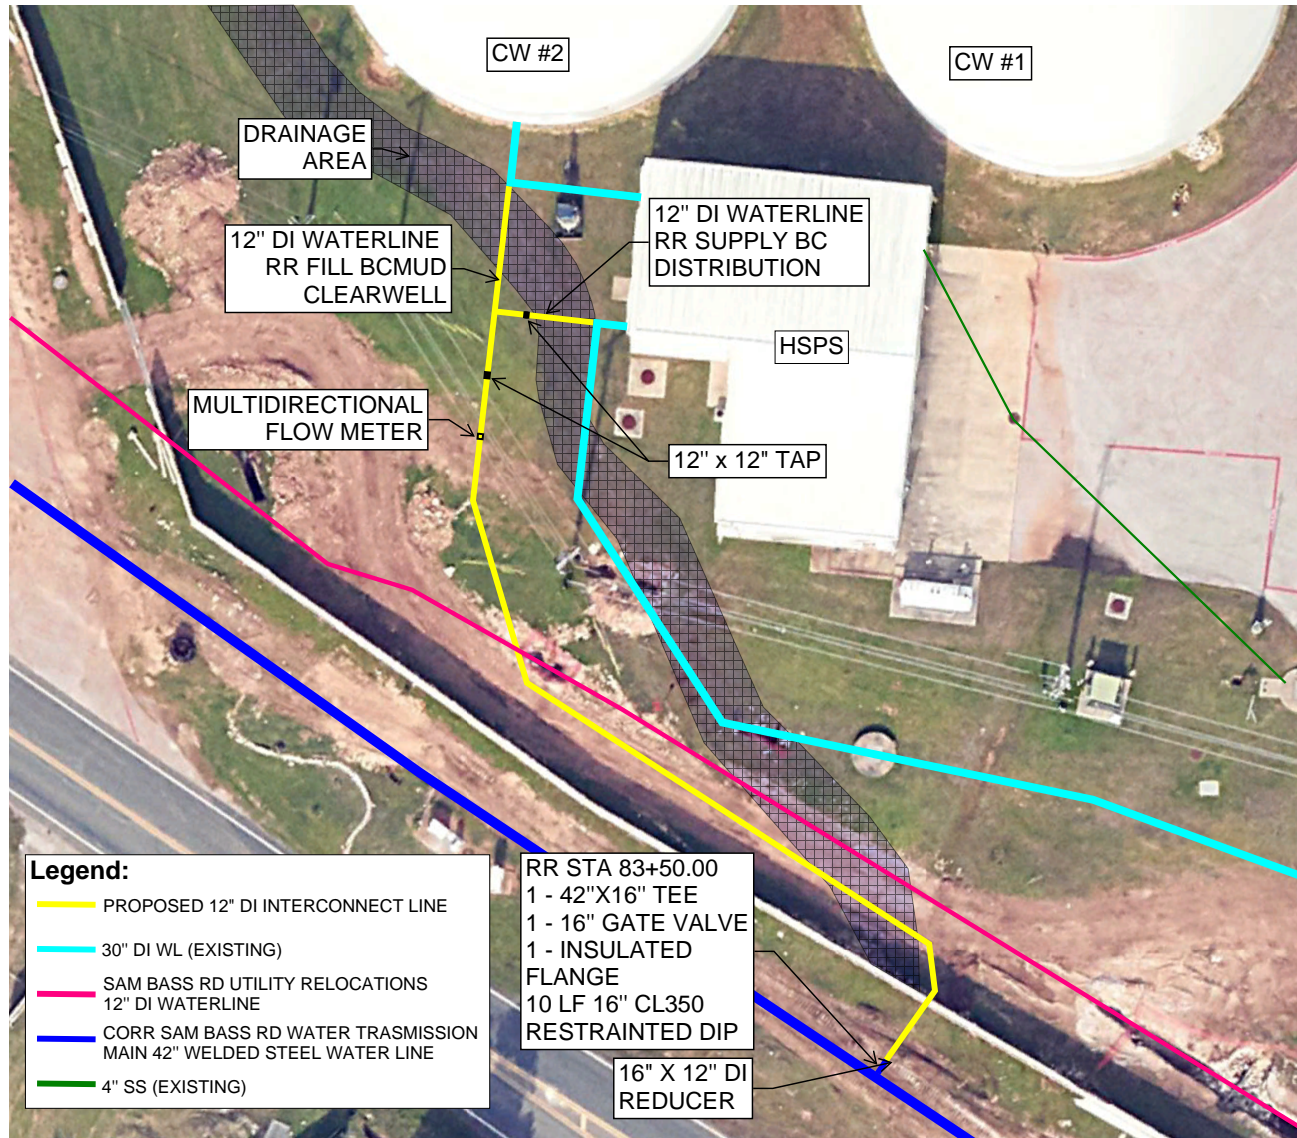 CW #2
CW #1
DRAINAGE
AREA
12" DI WATERLINE
RR FILL BCMUD
CLEARWELL
12" DI WATERLINE
RR SUPPLY BC
DISTRIBUTION
HSPS
MULTIDIRECTIONAL
FLOW METER
12" x 12" TAP
Legend:
PROPOSED 12" DI INTERCONNECT LINE
30" DI WL (EXISTING)
SAM BASS RD UTILITY RELOCATIONS
12" DI WATERLINE
CORR SAM BASS RD WATER TRASMISSION
MAIN 42" WELDED STEEL WATER LINE
4" SS (EXISTING)
RR STA 83+50.00
1 - 42"X16" TEE
1 - 16" GATE VALVE
1 - INSULATED
FLANGE
10 LF 16" CL350
RESTRAINTED DIP
16" X 12" DI
REDUCER